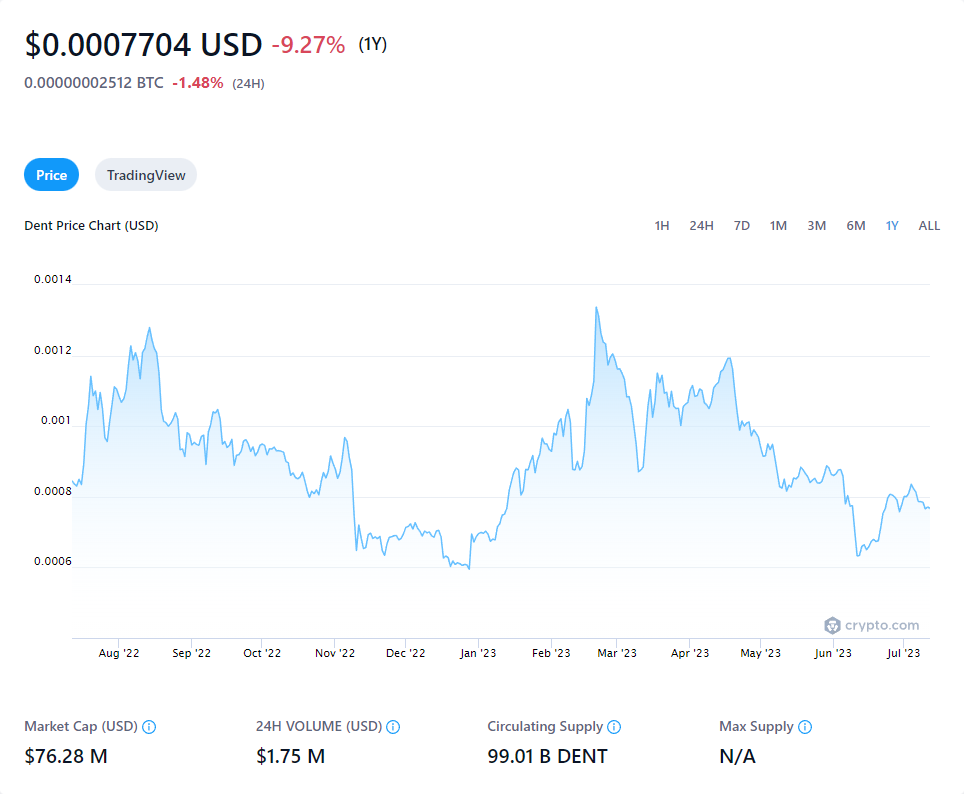 $0.0007704 USD -9.27% (1Y)
0.00000002512 BTC -1.48% (24H)
Price TradingView
Dent Price Chart (USD) 1H 24H 7D 1M 3M 6M 1Y ALL
0.0014
0.0012
0.001
0.0008
0.0006
crypto.com
Aug '22 Sep '22 Oct '22 Nov '22 Dec '22 Jan '23 Feb '23 Mar '23 Apr '23 May '23 Jun '23 Jul '23
Market Cap (USD) 24H VOLUME (USD) Circulating Supply Max Supply
$76.28 M $1.75 M 99.01 B DENT N/A